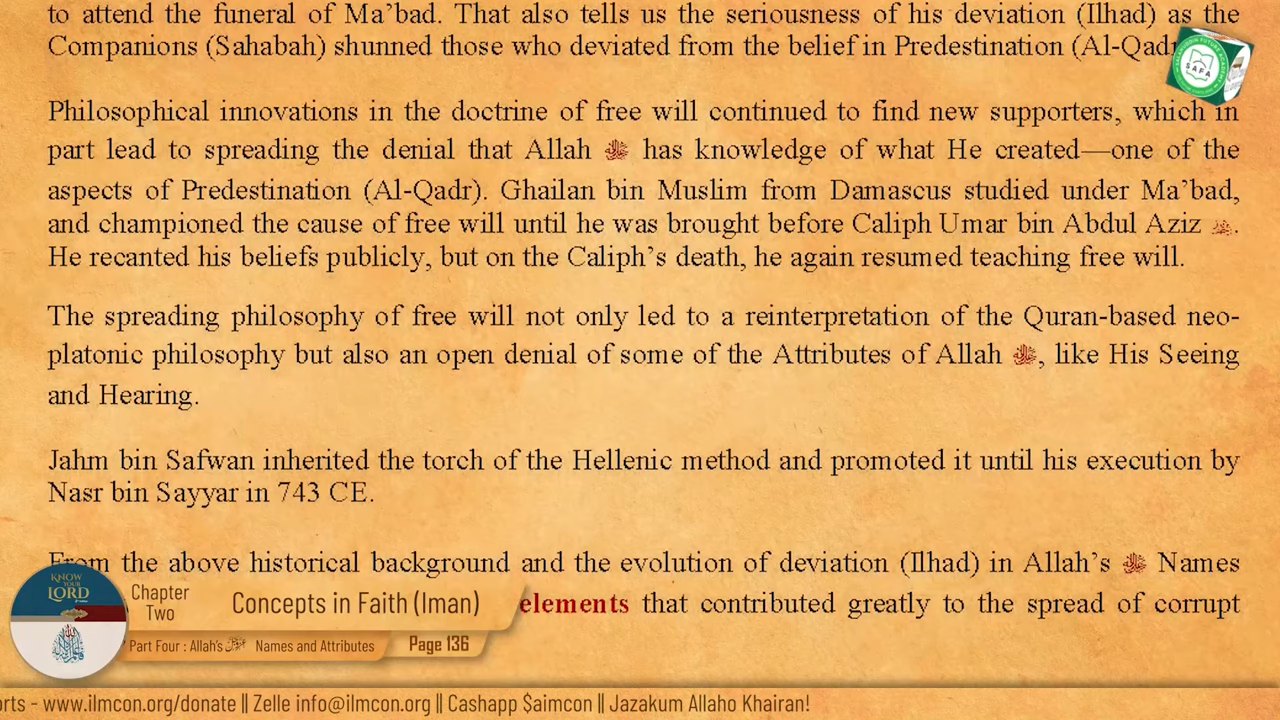 to attend the funeral of Ma’bad. That also tells us the seriousness of his deviation (Ilhad) as the
Companions (Sahabah) shunned those who deviated from the belief in Predestination (Al-Qadr
SAFA
Philosophical innovations in the doctrine of free will continued to find new supporters, which in
part lead to spreading the denial that Allah ﷻ has knowledge of what He created—one of the
aspects of Predestination (Al-Qadr). Ghailan bin Muslim from Damascus studied under Ma’bad,
and championed the cause of free will until he was brought before Caliph Umar bin Abdul Aziz .
He recanted his beliefs publicly, but on the Caliph’s death, he again resumed teaching free will.
The spreading philosophy of free will not only led to a reinterpretation of the Quran-based neo-
platonic philosophy but also an open denial of some of the Attributes of Allah ﷻ, like His Seeing
and Hearing.
Jahm bin Safwan inherited the torch of the Hellenic method and promoted it until his execution by
Nasr bin Sayyar in 743 CE.
From the above historical background and the evolution of deviation (Ilhad) in Allah’s ﷻ Names
elements that contributed greatly to the spread of corrupt
KNOW YOUR LORD
Chapter Two
Concepts in Faith (Iman)
Part Four : Allah’s ﷻ Names and Attributes
Page 136
orts - www.ilmcon.org/donate || Zelle info@ilmcon.org || Cashapp $aimcon || Jazakum Allaho Khairan!